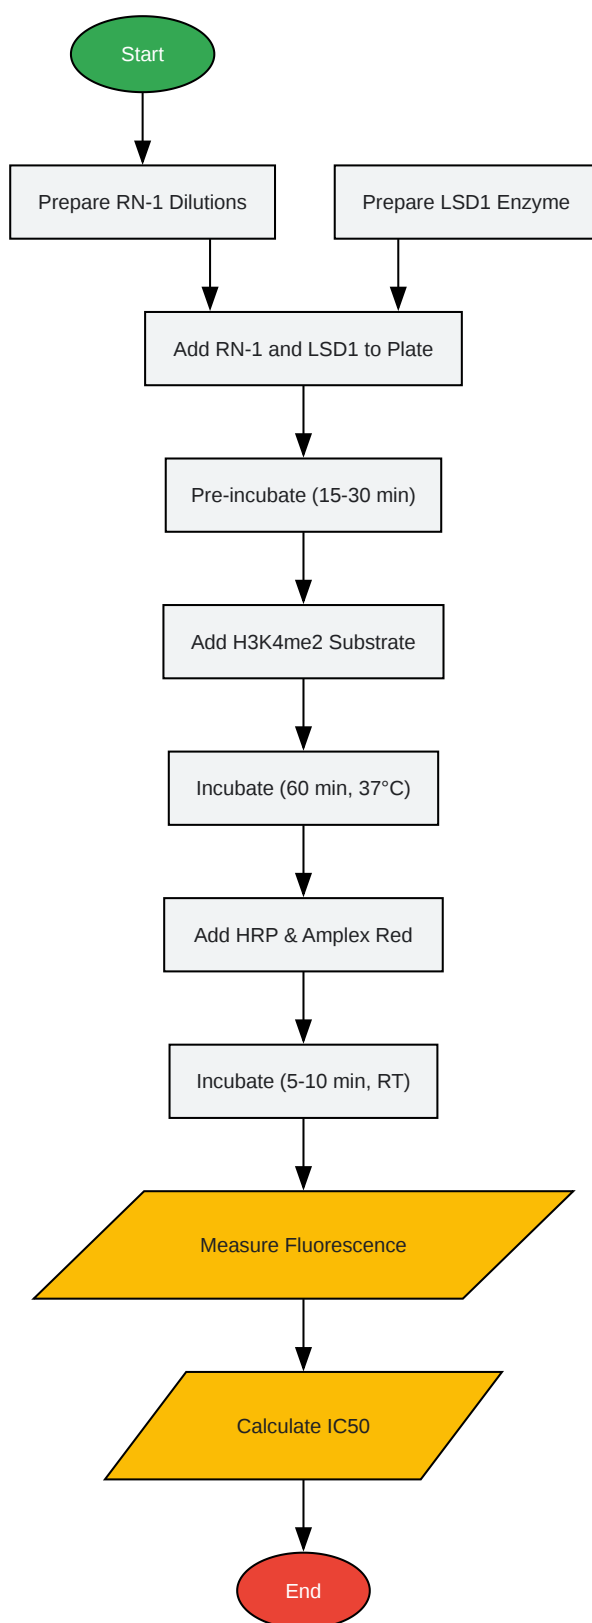 Start
Prepare RN-1 Dilutions
Prepare LSD1 Enzyme
Add RN-1 and LSD1 to Plate
Pre-incubate (15-30 min)
Add H3K4me2 Substrate
Incubate (60 min, 37°C)
Add HRP & Amplex Red
Incubate (5-10 min, RT)
Measure Fluorescence
Calculate IC50
End